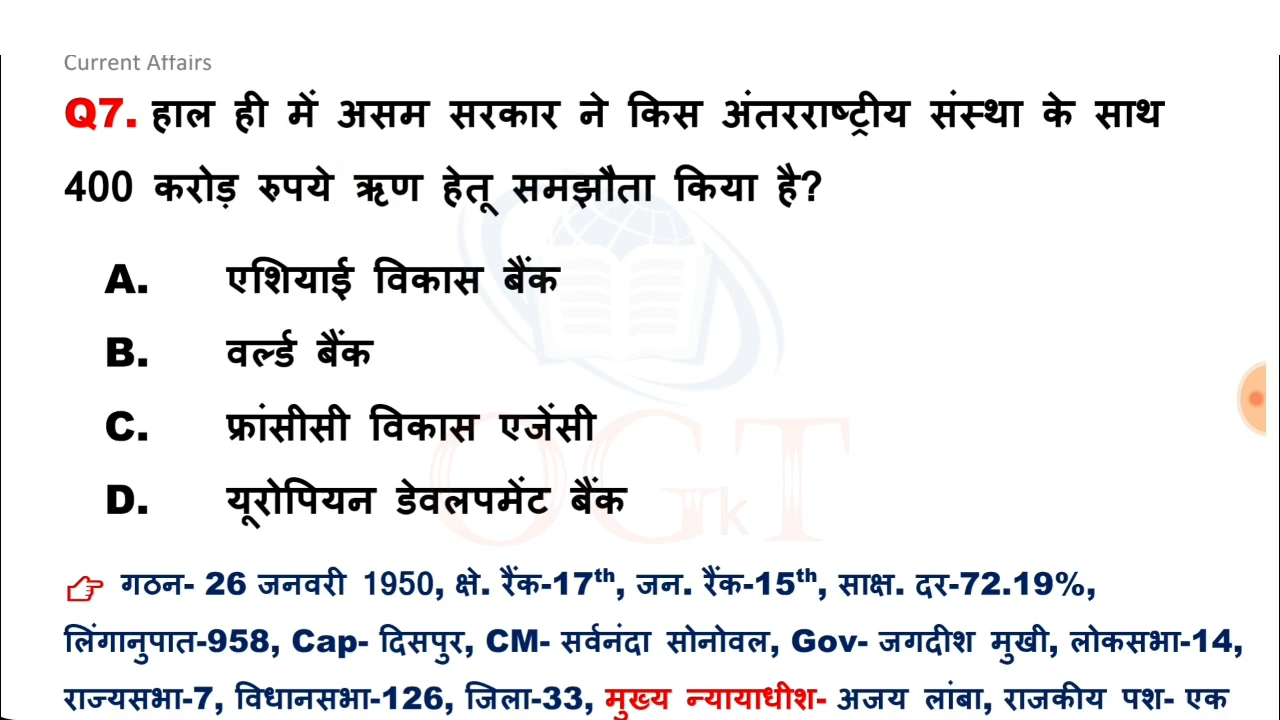 Current Affairs
Q7. हाल ही में असम सरकार ने किस अंतरराष्ट्रीय संस्था के साथ
400 करोड़ रुपये ऋण हेतू समझौता किया है?
A. एशियाई विकास बैंक
B. वर्ल्ड बैंक
C. फ्रांसीसी विकास एजेंसी
D. यूरोपियन डेवलपमेंट बैंक
OGkT
गठन- 26 जनवरी 1950, क्षे. रैंक-17th, जन. रैंक-15th, साक्ष. दर-72.19%,
लिंगानुपात-958, Cap- दिसपुर, CM- सर्वनंदा सोनोवल, Gov- जगदीश मुखी, लोकसभा-14,
राज्यसभा-7, विधानसभा-126, जिला-33, मुख्य न्यायाधीश- अजय लांबा, राजकीय पश- एक